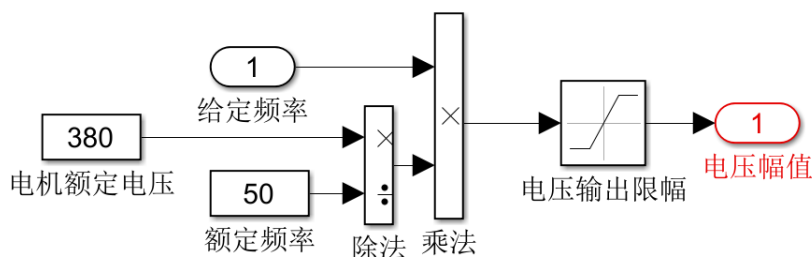 1
给定频率
380
电机额定电压
50
额定频率
×
÷
除法
×
乘法
电压输出限幅
1
电压幅值